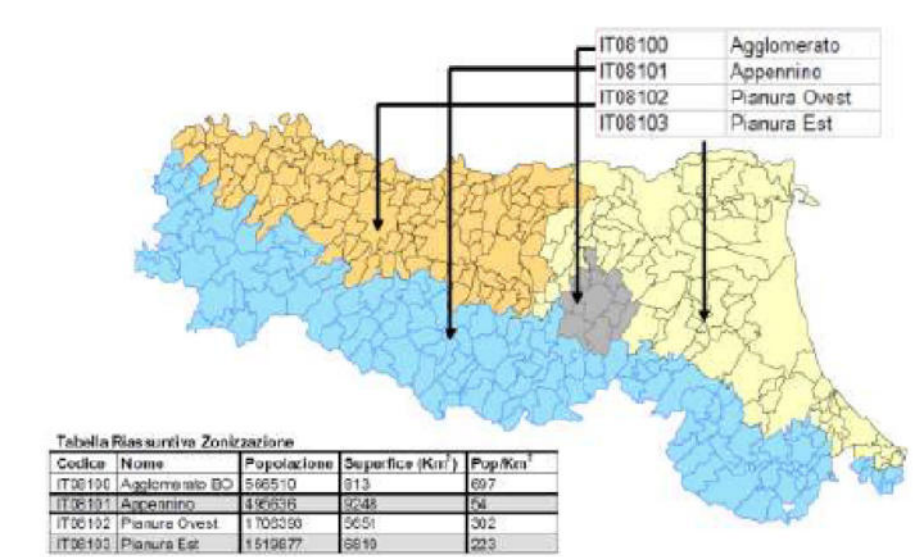 IT08100 Agglomerato
IT08101 Appennino
IT08102 Pianura Ovest
IT08103 Pianura Est
Tabella Riassuntiva Zonizzazione
Codice Nome Popolazione Superfice (Km²) Pop/Km²
IT08100 Agglomerato BO 566510 813 697
IT08101 Appennino 495636 9248 54
IT08102 Pianura Ovest 5651 302
IT08103 Pianura Est 1519877 6810 223